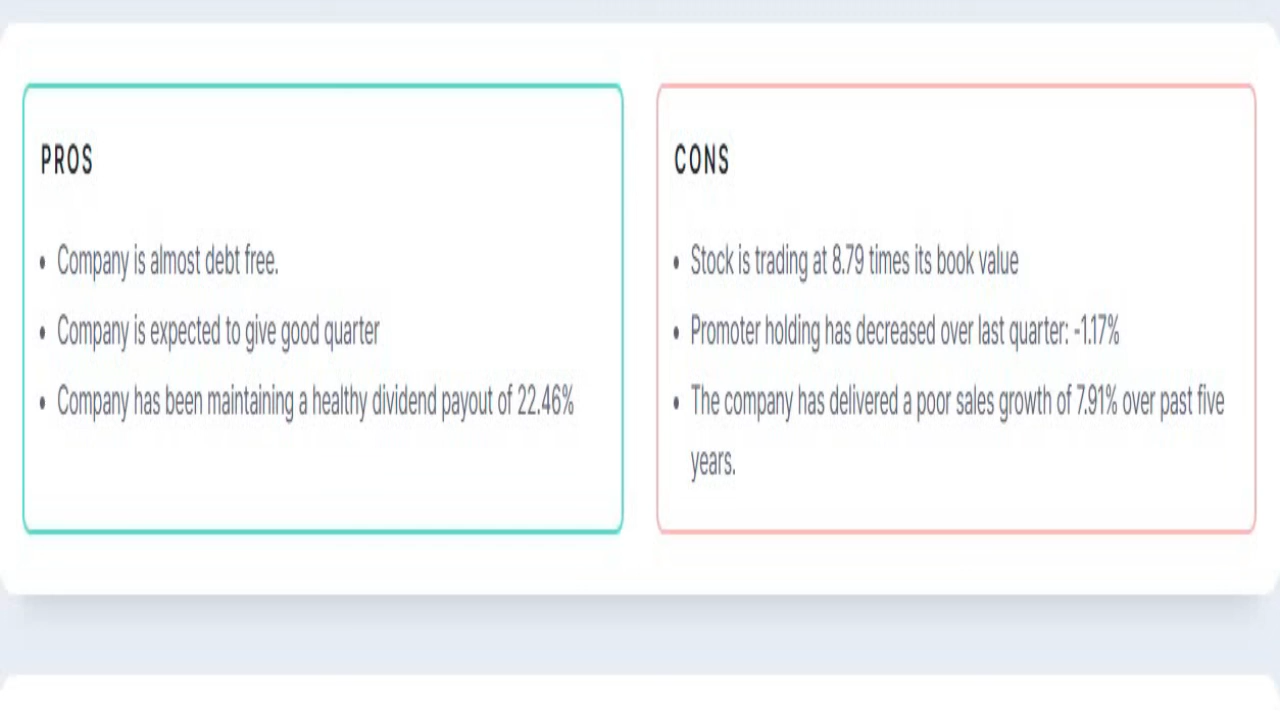 PROS
• Company is almost debt free.
• Company is expected to give good quarter
• Company has been maintaining a healthy dividend payout of 22.46%
CONS
• Stock is trading at 8.79 times its book value
• Promoter holding has decreased over last quarter: -1.17%
• The company has delivered a poor sales growth of 7.91% over past five
years.